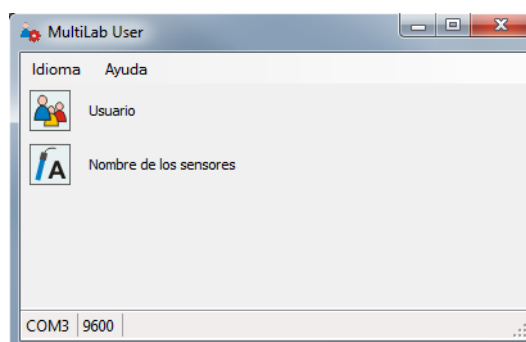 MultiLab User
Idioma Ayuda
Usuario
A
Nombre de los sensores
COM3 9600